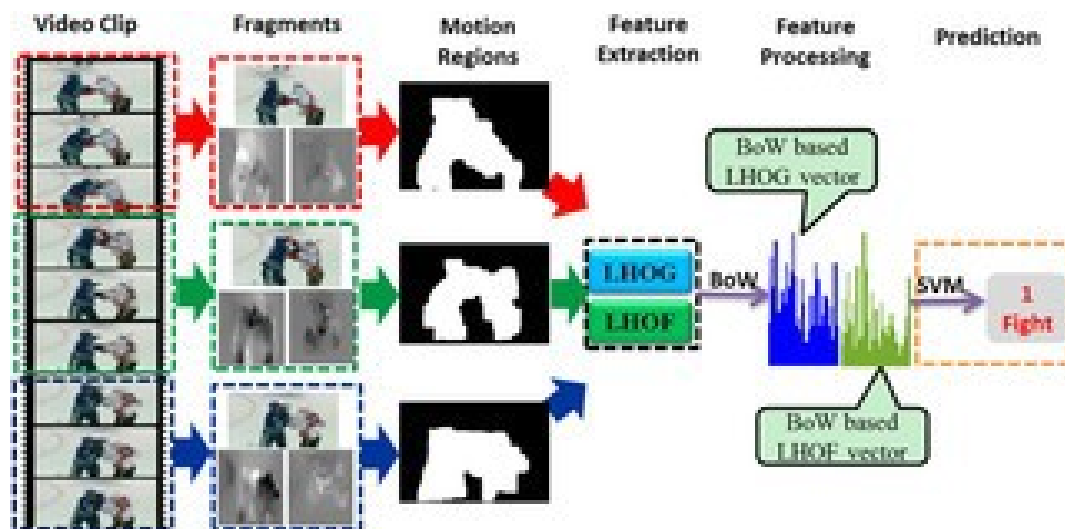 Video Clip
Fragments
Motion
Regions
Feature
Extraction
Feature
Processing
Prediction
BoW based
LHOG vector
LHOG
LHOF
BoW
SVM
1
Fight
BoW based
LHOF vector